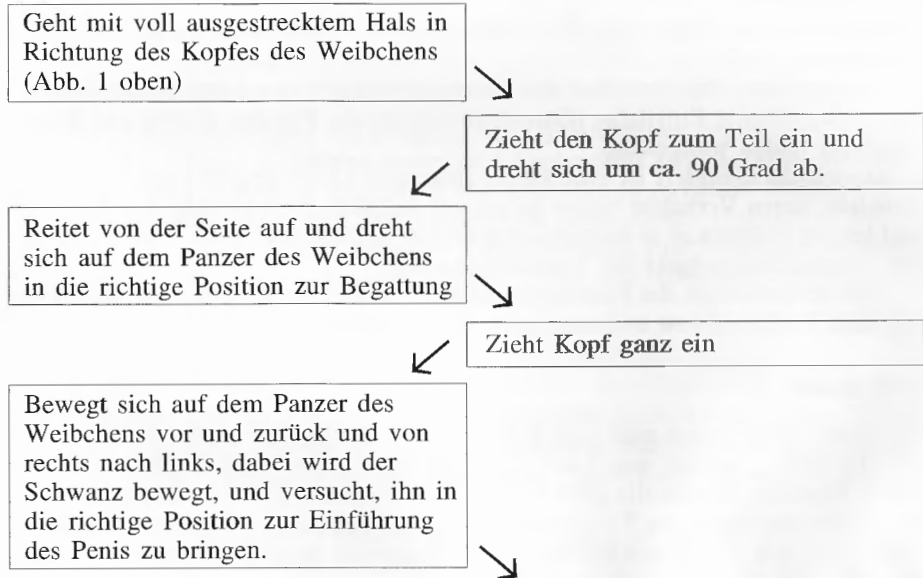 Geht mit voll ausgestrecktem Hals in
Richtung des Kopfes des Weibchens
(Abb. 1 oben)
Zieht den Kopf zum Teil ein und
dreht sich um ca. 90 Grad ab.
Reitet von der Seite auf und dreht
sich auf dem Panzer des Weibchens
in die richtige Position zur Begattung
Zieht Kopf ganz ein
Bewegt sich auf dem Panzer des
Weibchens vor und zurück und von
rechts nach links, dabei wird der
Schwanz bewegt, und versucht, ihn in
die richtige Position zur Einführung
des Penis zu bringen.